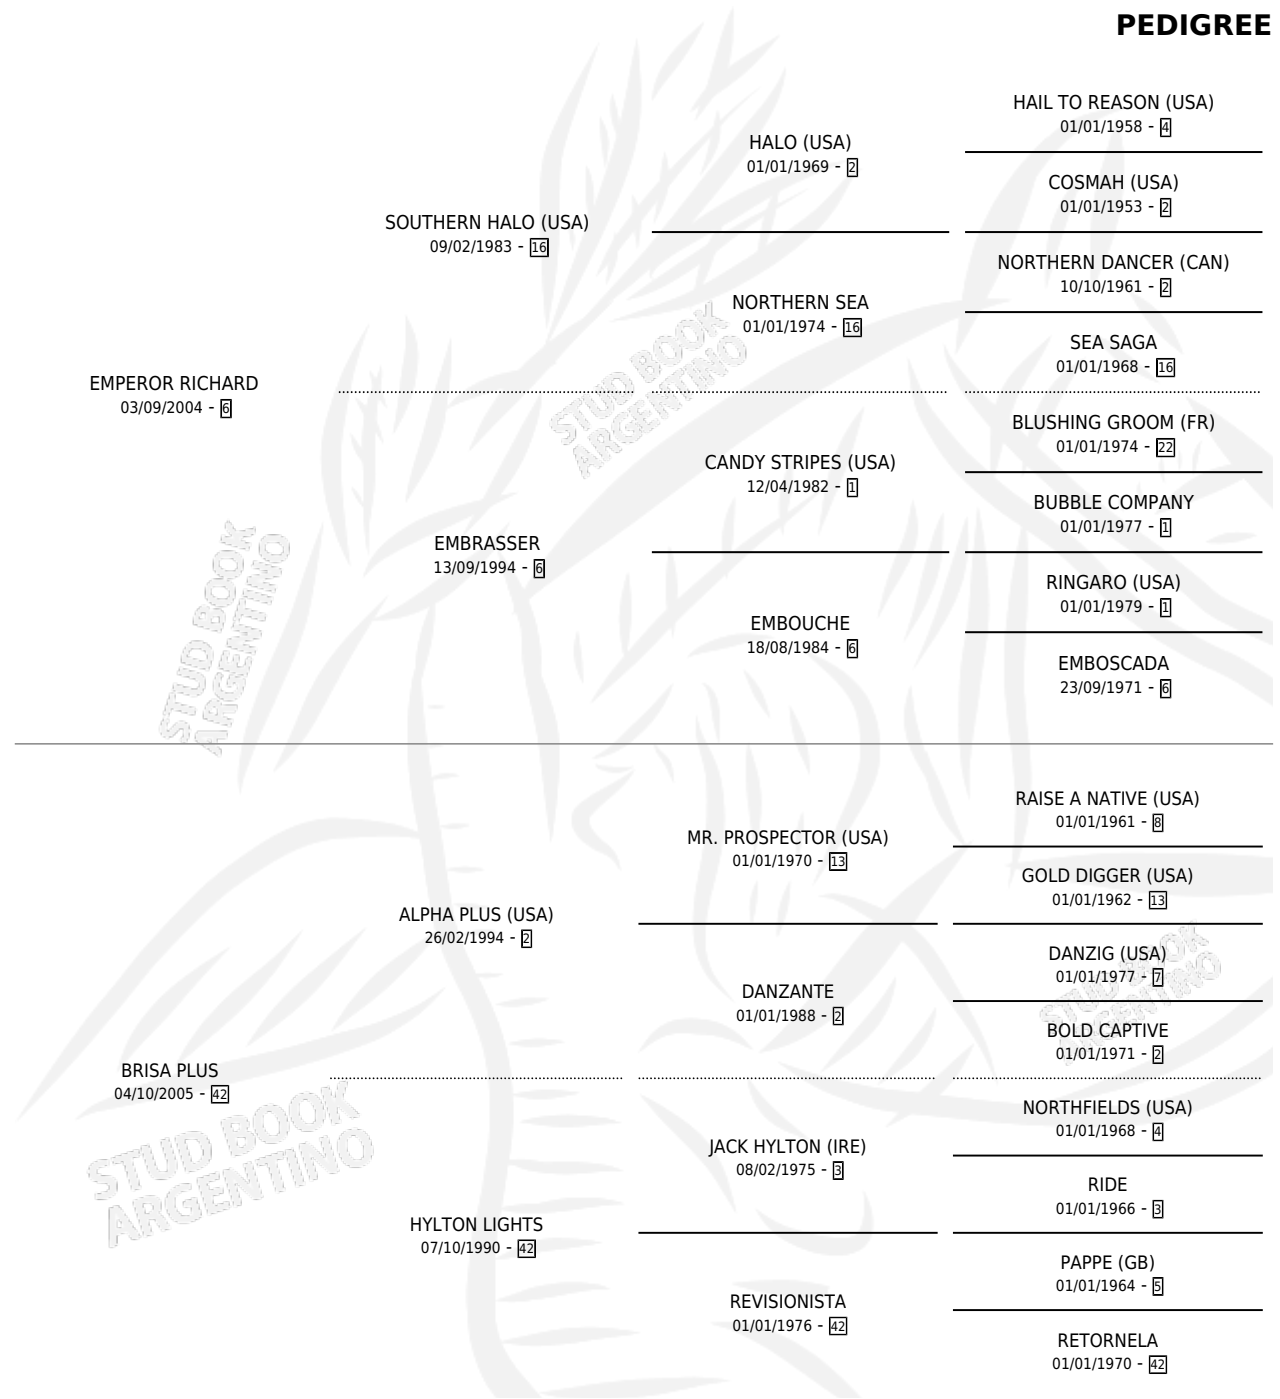 PEDIGREE
HAIL TO REASON (USA)
01/01/1958 - 4
HALO (USA)
01/01/1969 - 2
COSMAH (USA)
01/01/1953 - 2
SOUTHERN HALO (USA)
09/02/1983 - 16
NORTHERN DANCER (CAN)
10/10/1961 - 2
NORTHERN SEA
01/01/1974 - 16
SEA SAGA
01/01/1968 - 16
EMPEROR RICHARD
03/09/2004 - 6
STUD BOOK
ARGENTINO
BLUSHING GROOM (FR)
01/01/1974 - 22
CANDY STRIPES (USA)
12/04/1982 - 1
BUBBLE COMPANY
01/01/1977 - 1
EMBRASSER
13/09/1994 - 6
RINGARO (USA)
01/01/1979 - 1
EMBOUCHE
18/08/1984 - 6
EMBOSCADA
23/09/1971 - 6
STUD BOOK
ARGENTINO
RAISE A NATIVE (USA)
01/01/1961 - 8
MR. PROSPECTOR (USA)
01/01/1970 - 13
GOLD DIGGER (USA)
01/01/1962 - 13
ALPHA PLUS (USA)
26/02/1994 - 2
DANZIG (USA)
01/01/1977 - 7
STUD BOOK
ARGENTINO
DANZANTE
01/01/1988 - 2
BOLD CAPTIVE
01/01/1971 - 2
BRISA PLUS
04/10/2005 - 42
STUD BOOK
ARGENTINO
NORTHFIELDS (USA)
01/01/1968 - 4
JACK HYLTON (IRE)
08/02/1975 - 3
RIDE
01/01/1966 - 3
HYLTON LIGHTS
07/10/1990 - 42
PAPPE (GB)
01/01/1964 - 5
REVISIONISTA
01/01/1976 - 42
RETORNELA
01/01/1970 - 42